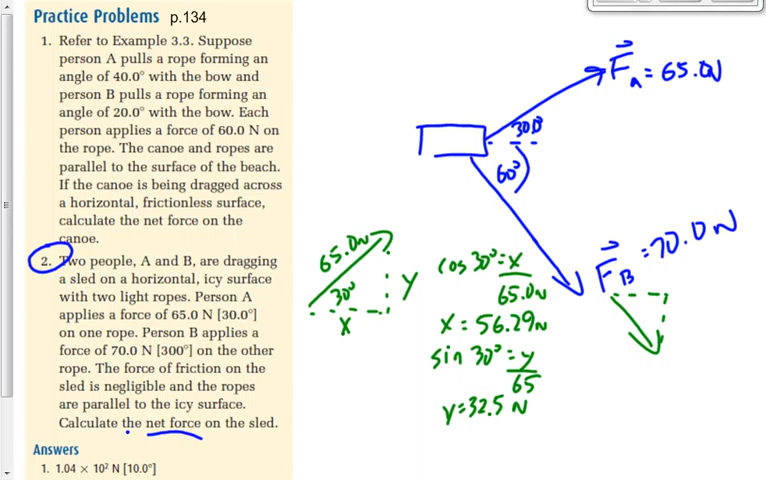 Practice Problems p.134
1. Refer to Example 3.3. Suppose
person A pulls a rope forming an
angle of 40.0° with the bow and
person B pulls a rope forming an
angle of 20.0° with the bow. Each
person applies a force of 60.0 N on
the rope. The canoe and ropes are
parallel to the surface of the beach.
If the canoe is being dragged across
a horizontal, frictionless surface,
calculate the net force on the
canoe.
2. Two people, A and B, are dragging
a sled on a horizontal, icy surface
with two light ropes. Person A
applies a force of 65.0 N [30.0°]
on one rope. Person B applies a
force of 70.0 N [300°] on the other
rope. The force of friction on the
sled is negligible and the ropes
are parallel to the icy surface.
Calculate the net force on the sled.
Answers
1. 1.04 × 10² N [10.0°]
F⃗A = 65.0N
30.0°
60°
F⃗B = 70.0 N
65.0N
30°
x
y
cos 30° = x
65.0N
x = 56.29N
sin 30° = y
65
y = 32.5 N